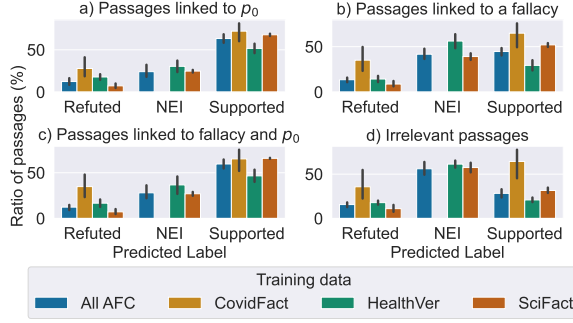 a) Passages linked to p0
b) Passages linked to a fallacy
50
0
Refuted NEI Supported
50
0
Refuted NEI Supported
c) Passages linked to fallacy and p0
d) Irrelevant passages
50
0
Refuted NEI Supported
50
0
Refuted NEI Supported
Ratio of passages (%)
Predicted Label
Predicted Label
Training data
All AFC CovidFact HealthVer SciFact